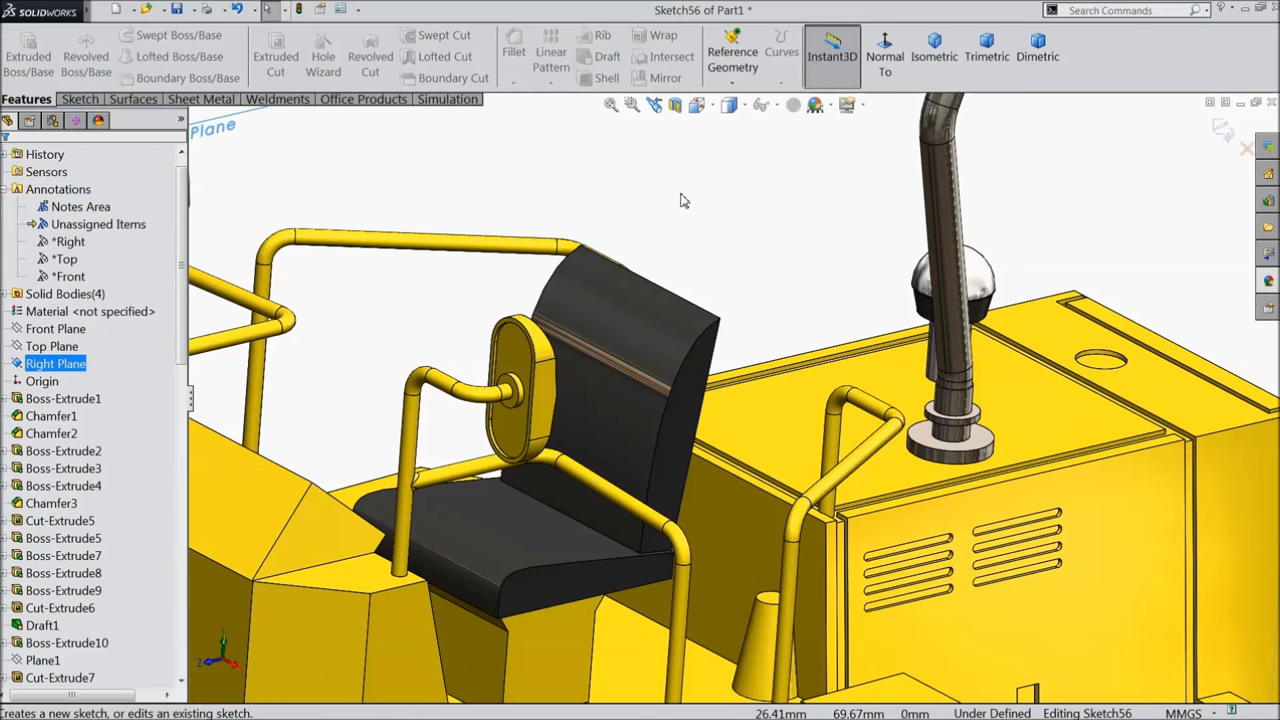 SOLIDWORKS
Sketch56 of Part1 *
Search Commands
Extruded Boss/Base
Revolved Boss/Base
Swept Boss/Base
Lofted Boss/Base
Boundary Boss/Base
Extruded Cut
Hole Wizard
Revolved Cut
Swept Cut
Lofted Cut
Boundary Cut
Fillet
Linear Pattern
Rib
Draft
Shell
Wrap
Intersect
Mirror
Reference Geometry
Curves
Instant3D
Normal To
Isometric
Trimetric
Dimetric
Features
Sketch
Surfaces
Sheet Metal
Weldments
Office Products
Simulation
Plane
History
Sensors
Annotations
Notes Area
Unassigned Items
*Right
*Top
*Front
Solid Bodies(4)
Material <not specified>
Front Plane
Top Plane
Right Plane
Origin
Boss-Extrude1
Chamfer1
Chamfer2
Boss-Extrude2
Boss-Extrude3
Boss-Extrude4
Chamfer3
Cut-Extrude5
Boss-Extrude5
Boss-Extrude7
Boss-Extrude8
Boss-Extrude9
Cut-Extrude6
Draft1
Boss-Extrude10
Plane1
Cut-Extrude7
Z
Creates a new sketch, or edits an existing sketch.
26.41mm
69.67mm
0mm
Under Defined
Editing Sketch56
MMGS